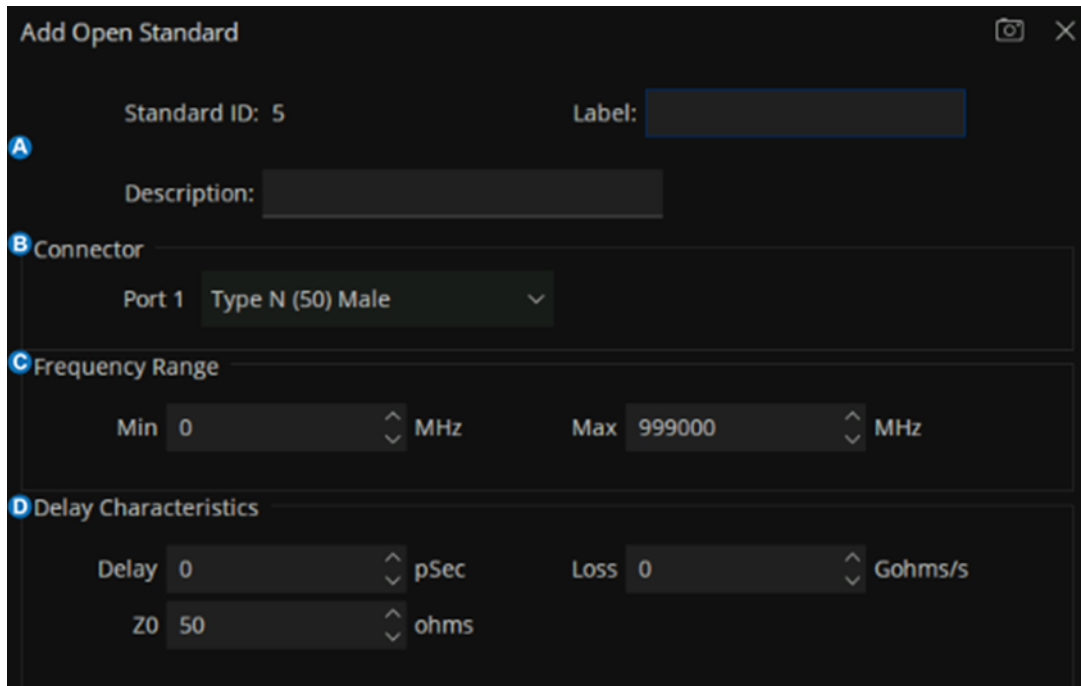 Add Open Standard
Standard ID: 5 Label:
A
Description:
B Connector
Port 1 Type N (50) Male
C Frequency Range
Min 0 MHz Max 999000 MHz
D Delay Characteristics
Delay 0 pSec Loss 0 Gohms/s
Z0 50 ohms